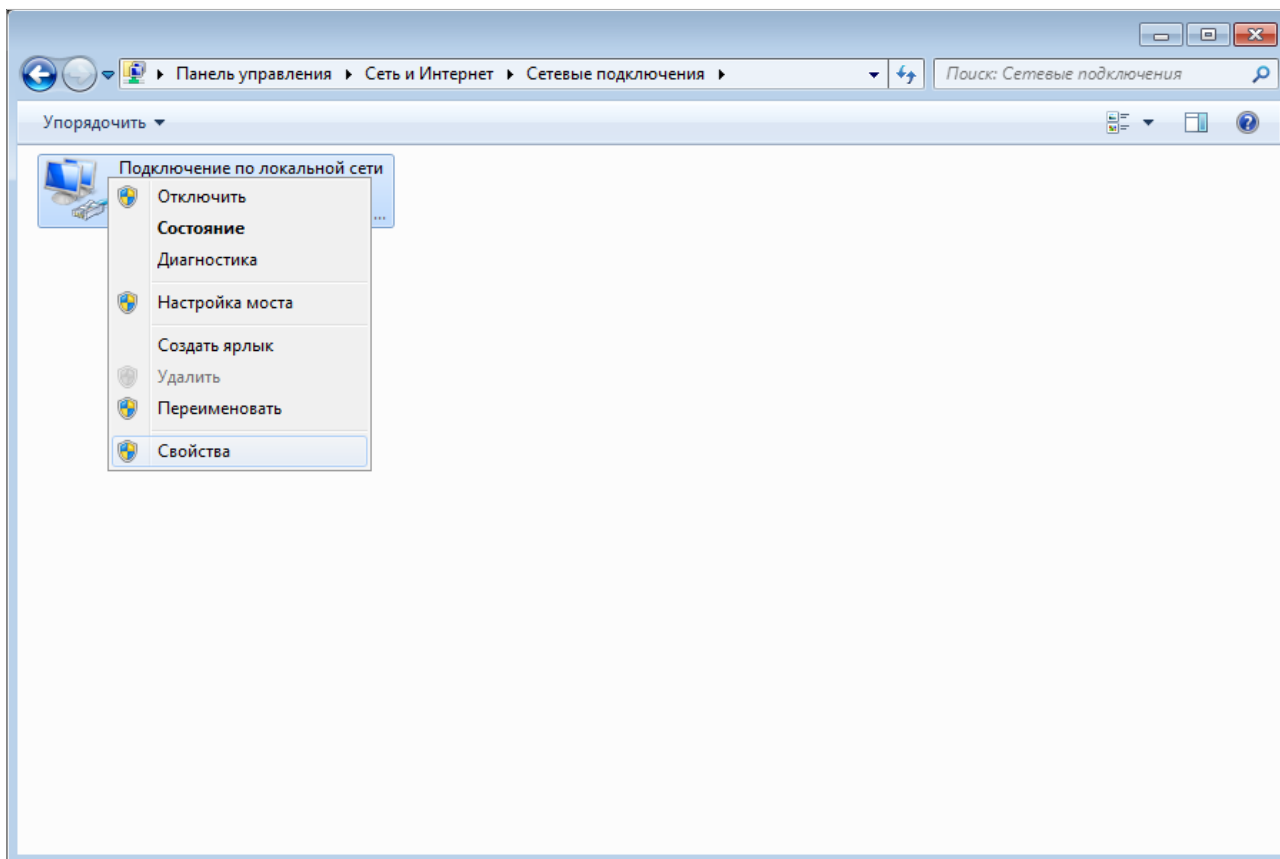 Панель управления Сеть и Интернет Сетевые подключения
Поиск: Сетевые подключения
Упорядочить
Подключение по локальной сети
...
Отключить
Состояние
Диагностика
Настройка моста
Создать ярлык
Удалить
Переименовать
Свойства